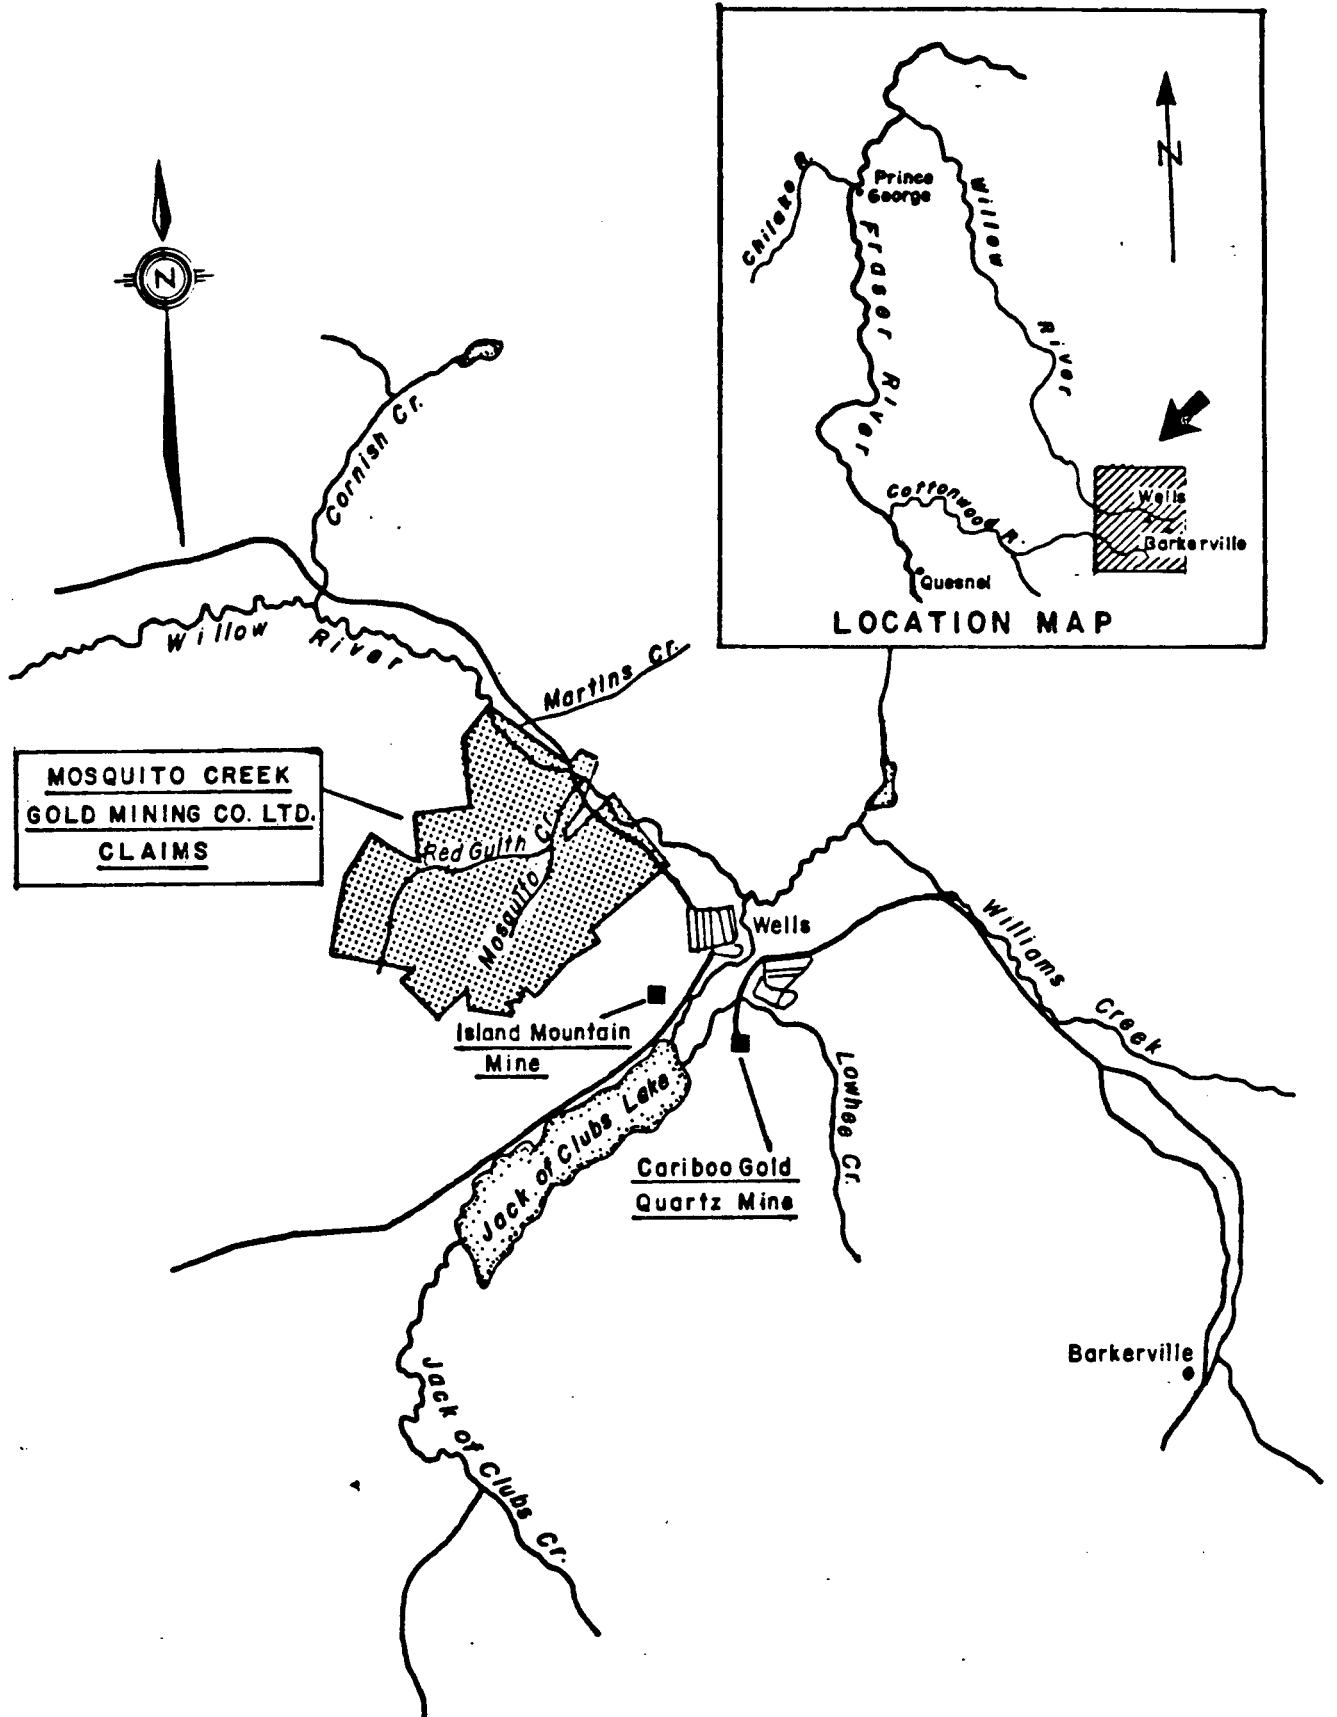 N
Chilako R.
Prince
George
Willow
River
Fraser River
Cottonwood R.
Wells
Barkerville
Quesnel
LOCATION MAP
N
Cornish Cr.
Willow River
Martins Cr.
MOSQUITO CREEK
GOLD MINING CO. LTD.
CLAIMS
Red Gulth Cr.
Mosquito
Wells
Williams
Creek
Island Mountain
Mine
Jack of Clubs Lake
Lowhee Cr.
Cariboo Gold
Quartz Mine
Barkerville
Jack of Clubs Cr.